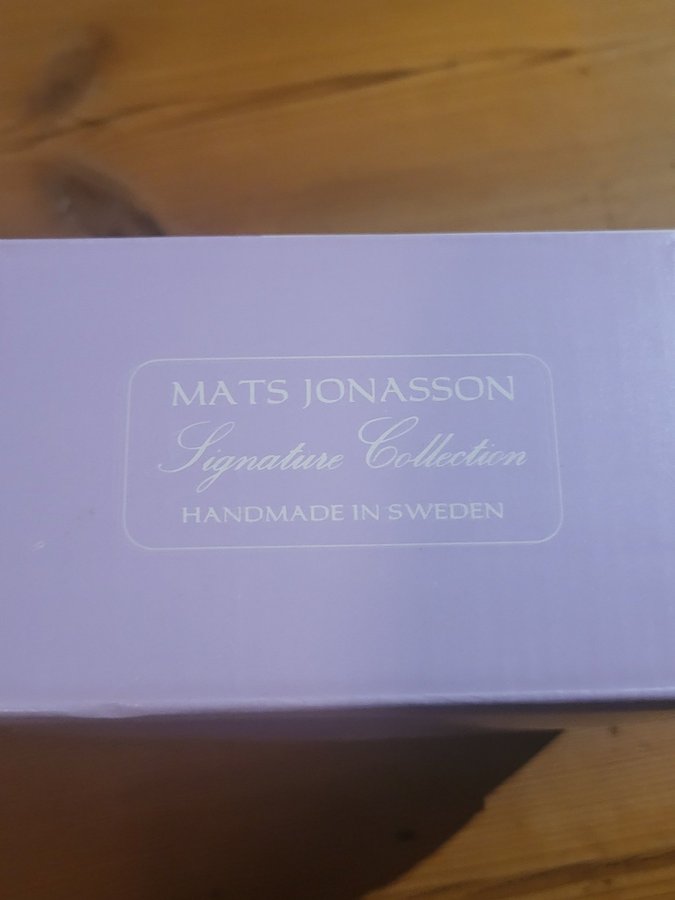 MATS JONASSON
Signature Collection
HANDMADE IN SWEDEN